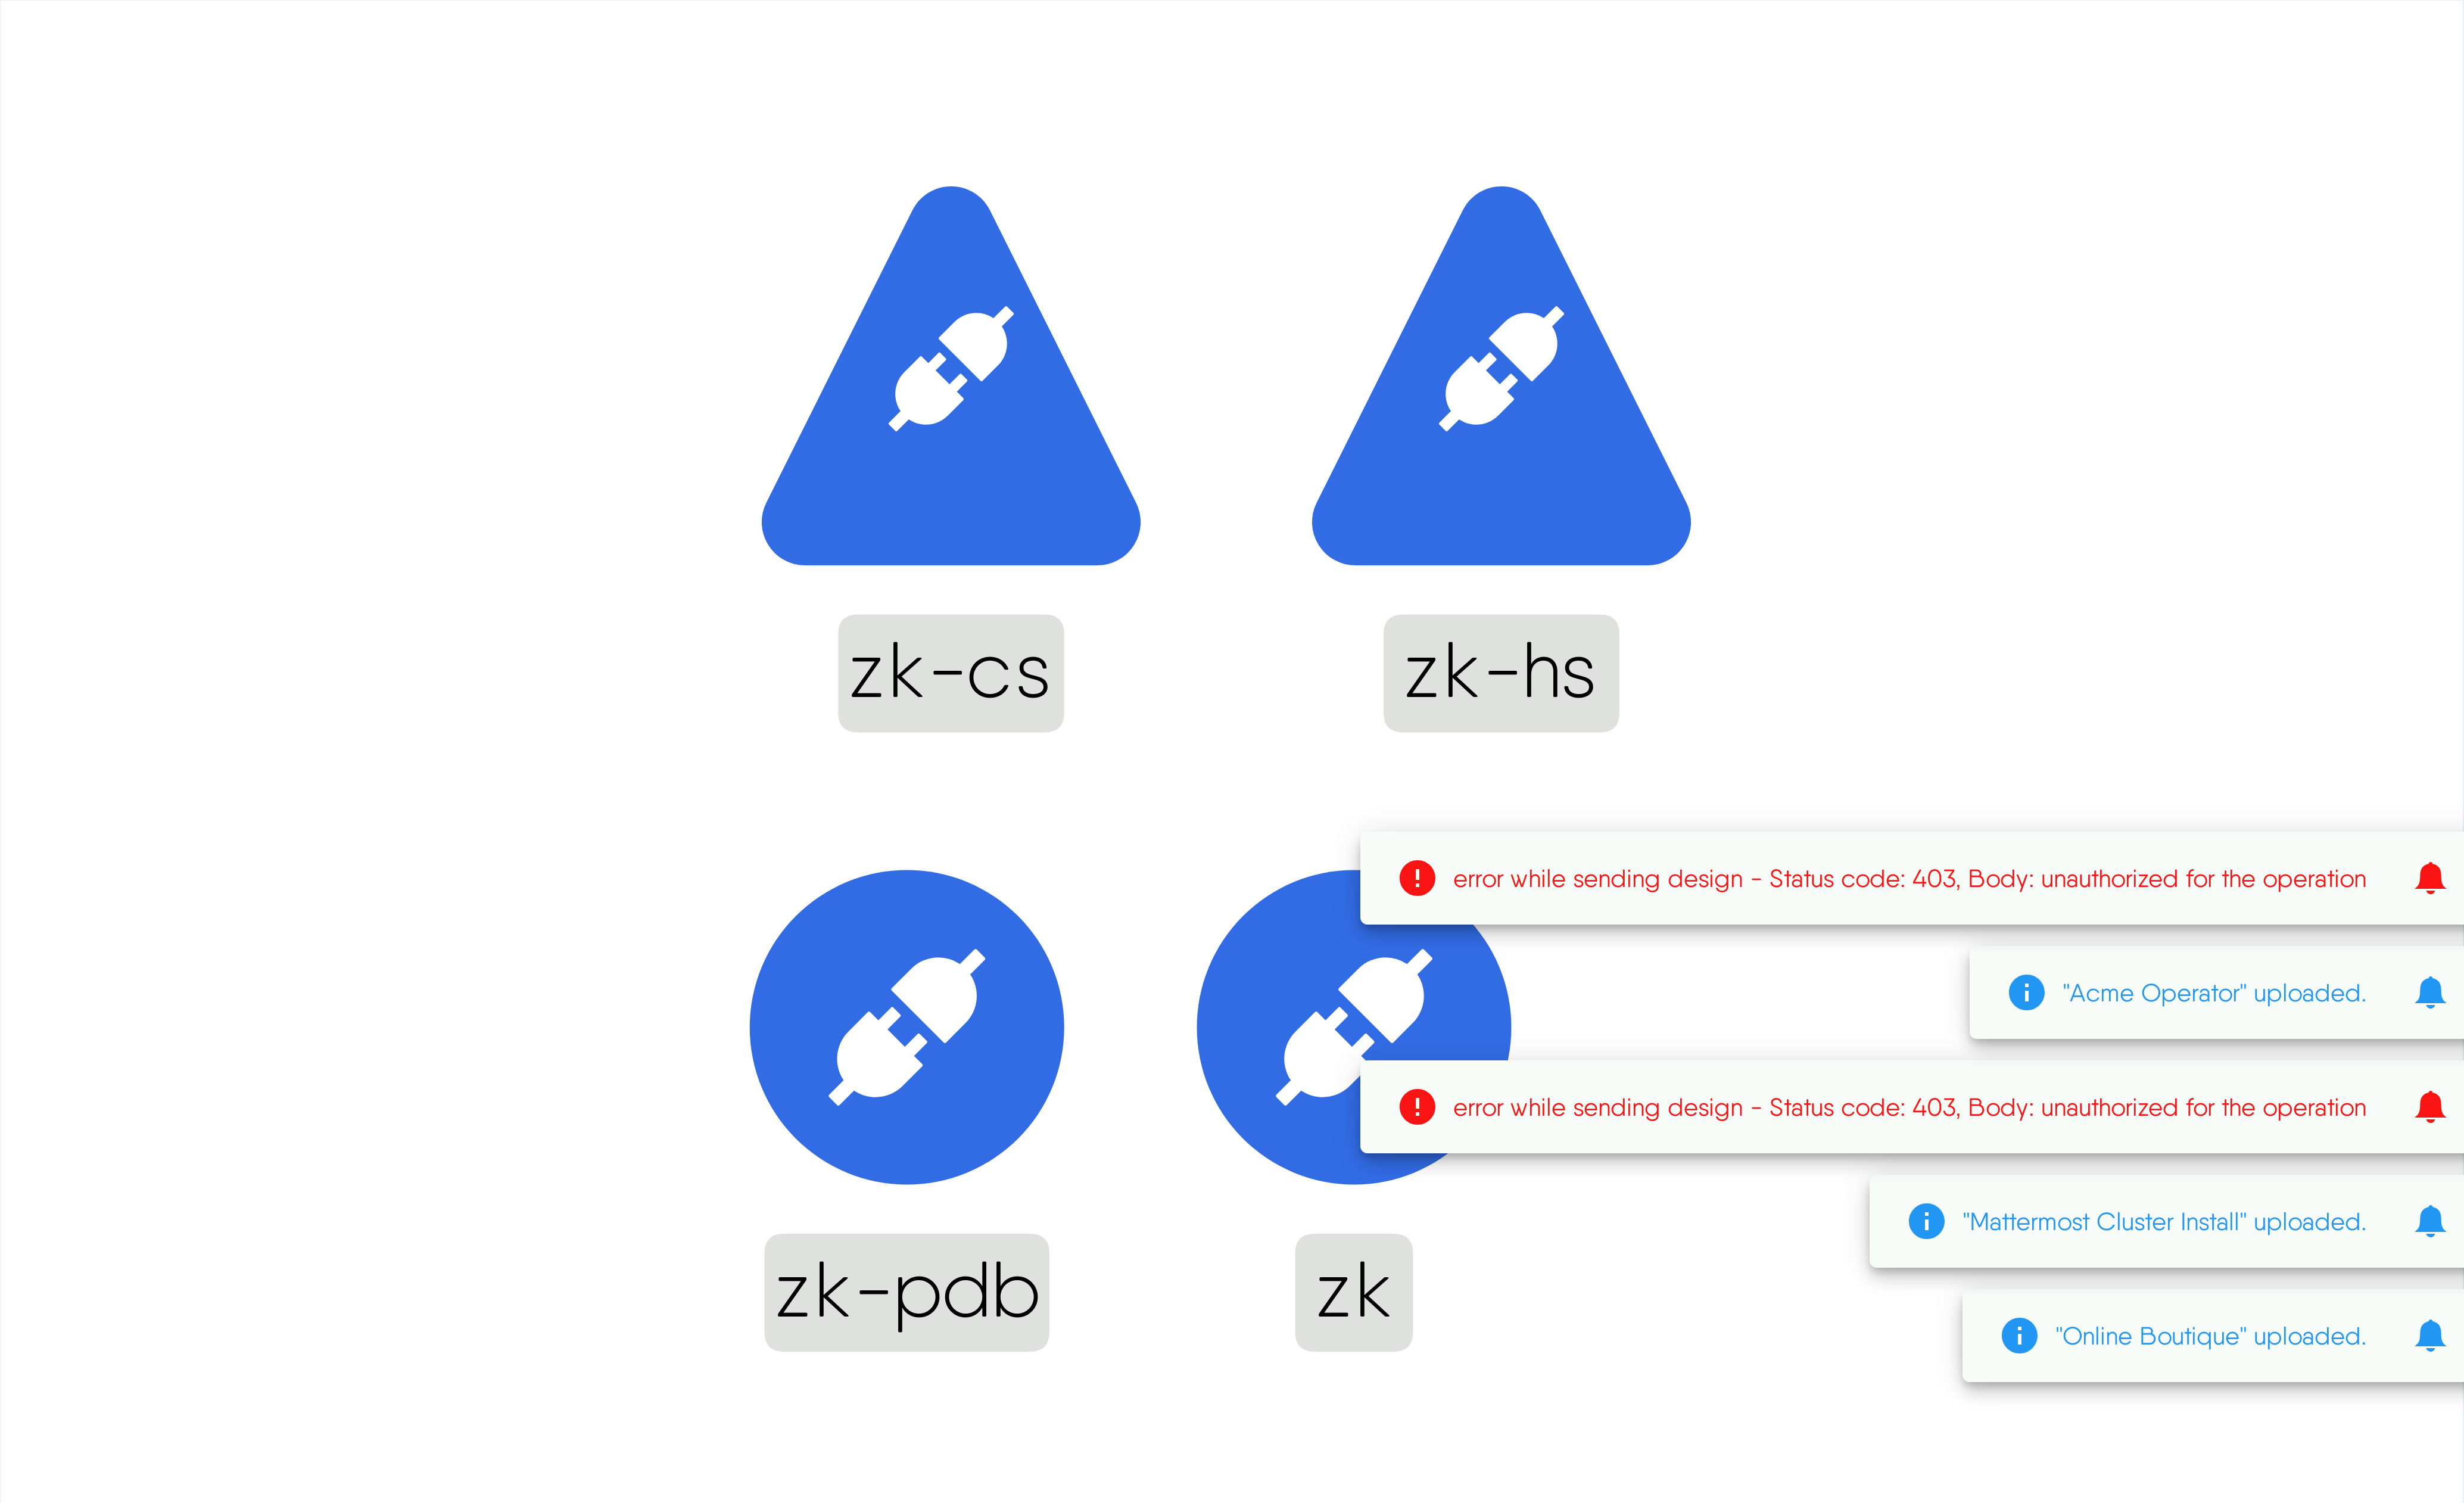 zk-cs
zk-hs
error while sending design - Status code: 403, Body: unauthorized for the operation
"Acme Operator" uploaded.
error while sending design - Status code: 403, Body: unauthorized for the operation
"Mattermost Cluster Install" uploaded.
zk-pdb
zk
"Online Boutique" uploaded.